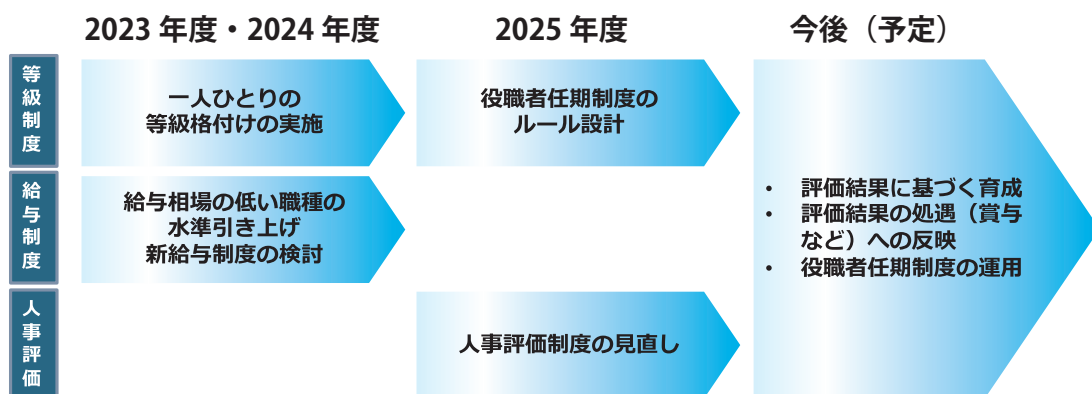 2023 年度・2024 年度
2025 年度
今後（予定）
等級制度
一人ひとりの
等級格付けの実施
役職者任期制度の
ルール設計
給与制度
給与相場の低い職種の
水準引き上げ
新給与制度の検討
人事評価
人事評価制度の見直し
・ 評価結果に基づく育成
・ 評価結果の処遇（賞与
など）への反映
・ 役職者任期制度の運用